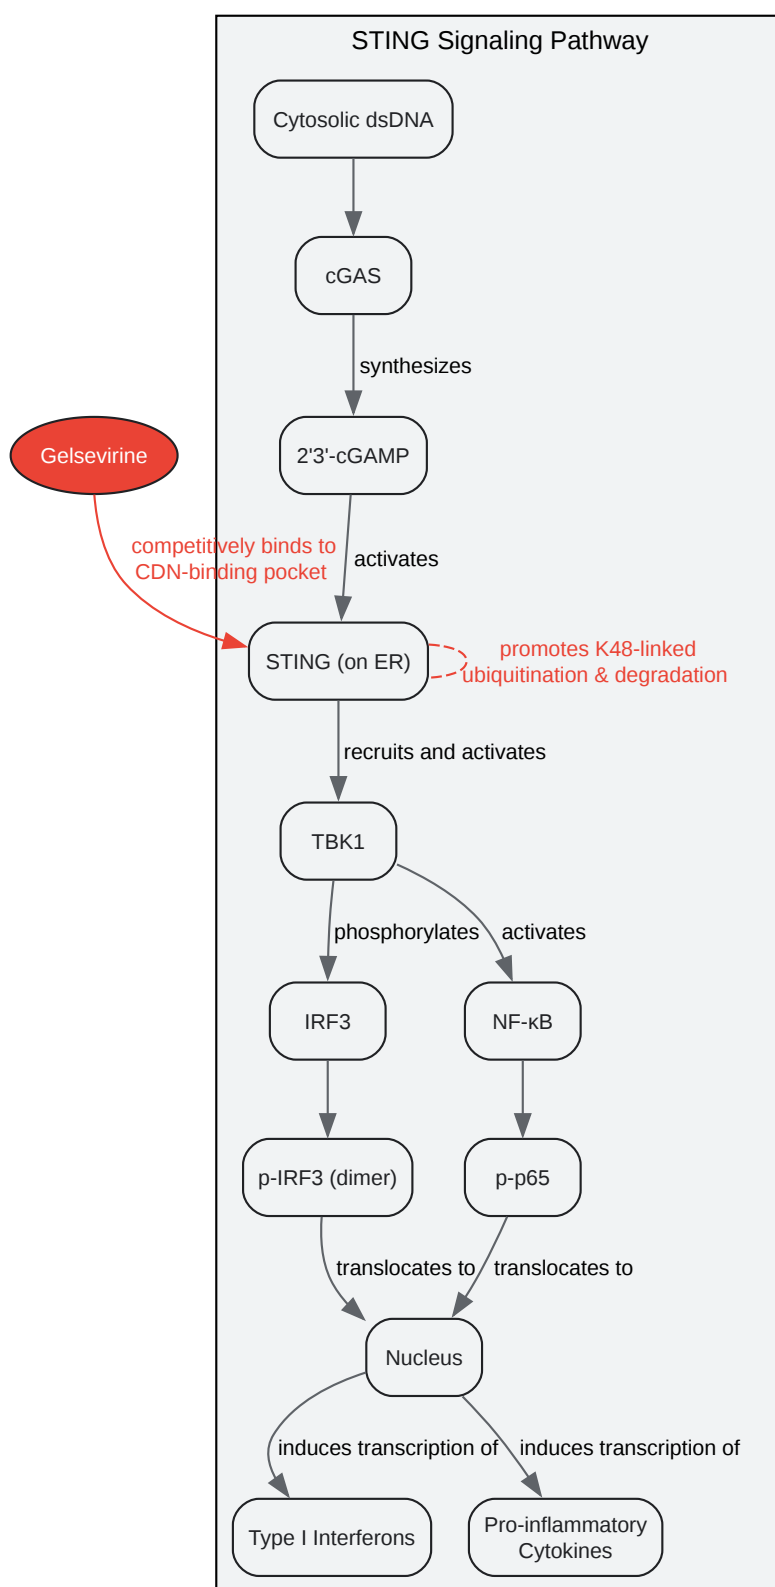 STING Signaling Pathway
Cytosolic dsDNA
cGAS
synthesizes
Gelsevirine
2'3'-cGAMP
competitively binds to
CDN-binding pocket
activates
STING (on ER)
promotes K48-linked
ubiquitination & degradation
recruits and activates
TBK1
phosphorylates
activates
IRF3
NF-κB
p-IRF3 (dimer)
p-p65
translocates to
translocates to
Nucleus
induces transcription of
induces transcription of
Type I Interferons
Pro-inflammatory
Cytokines